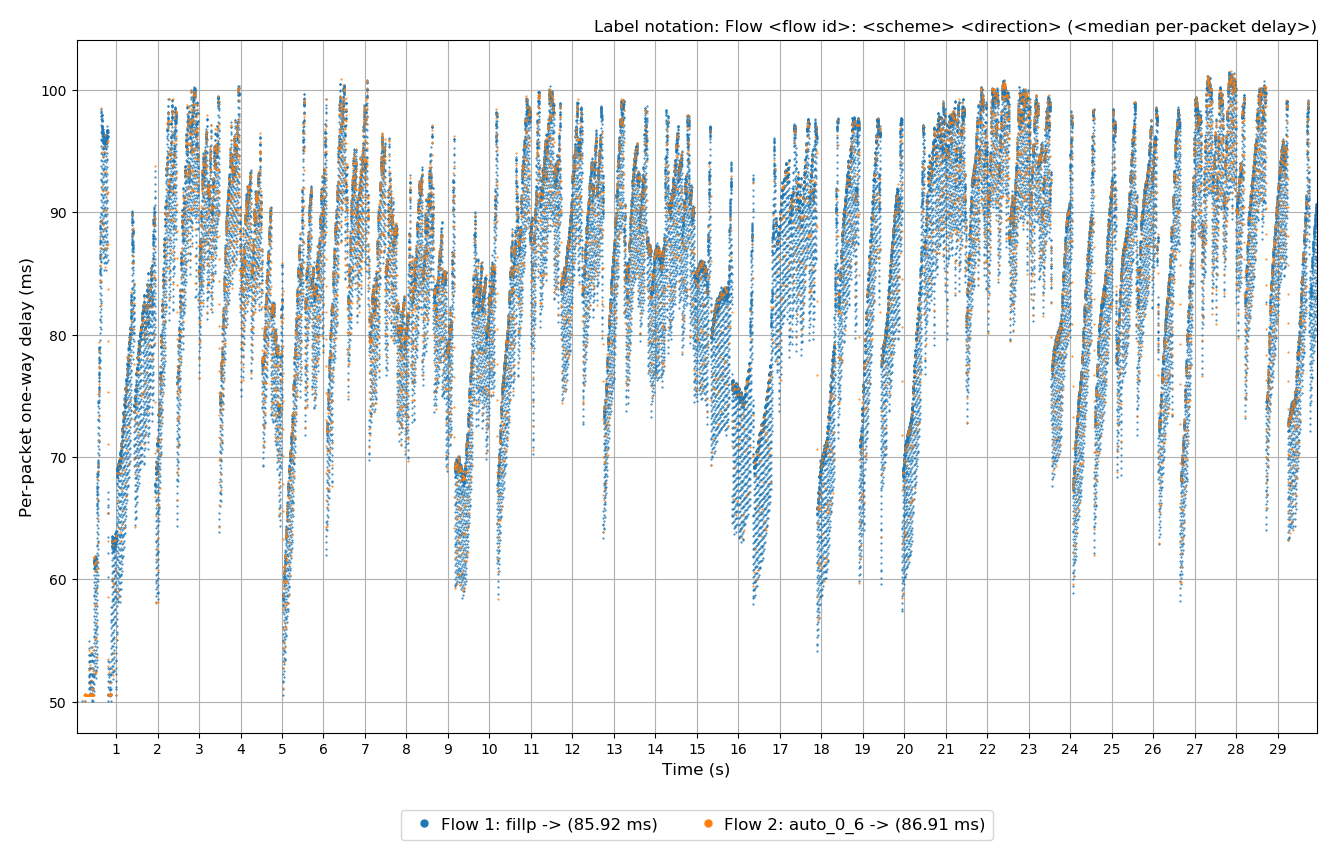 Label notation: Flow <flow id>: <scheme> <direction> (<median per-packet delay>)
Per-packet one-way delay (ms)
100
90
80
70
60
50
1 2 3 4 5 6 7 8 9 10 11 12 13 14 15 16 17 18 19 20 21 22 23 24 25 26 27 28 29
Time (s)
Flow 1: fillp -> (85.92 ms) Flow 2: auto_0_6 -> (86.91 ms)